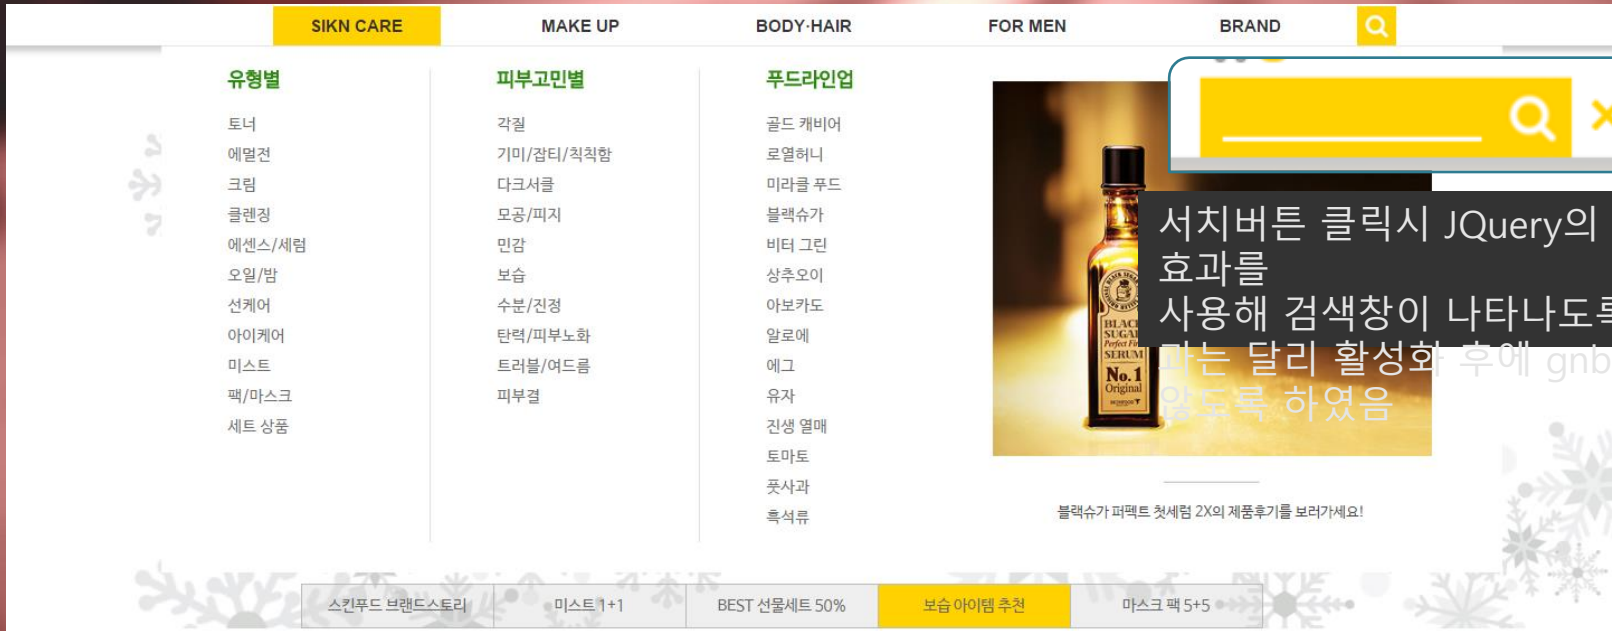 SIKN CARE
MAKE UP
BODY·HAIR
FOR MEN
BRAND
유형별
토너
에멀전
크림
클렌징
에센스/세럼
오일/밤
선케어
아이케어
미스트
팩/마스크
세트 상품
피부고민별
각질
기미/잡티/칙칙함
다크서클
모공/피지
민감
보습
수분/진정
탄력/피부노화
트러블/여드름
피부결
푸드라인업
골드 캐비어
로열허니
미라클 푸드
블랙슈가
비터 그린
상추오이
아보카도
알로에
에그
유자
진생 열매
토마토
풋사과
흑석류
BLACK
SUGAR
Perfect
SERUM
No.1
Original
서치버튼 클릭시 JQuery의
효과를
사용해 검색창이 나타나도록
과는 달리 활성화 후에 gnb
않도록 하였음
블랙슈가 퍼펙트 첫세럼 2X의 제품후기를 보러가세요!
스킨푸드 브랜드스토리
미스트 1+1
BEST 선물세트 50%
보습 아이템 추천
마스크 팩 5+5